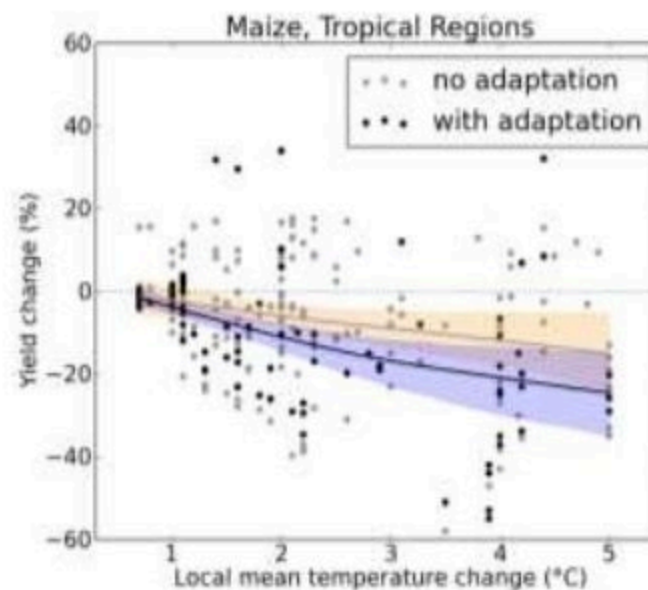 Maize, Tropical Regions
no adaptation
with adaptation
60
40
20
0
−20
−40
−60
Yield change (%)
1 2 3 4 5
Local mean temperature change (°C)